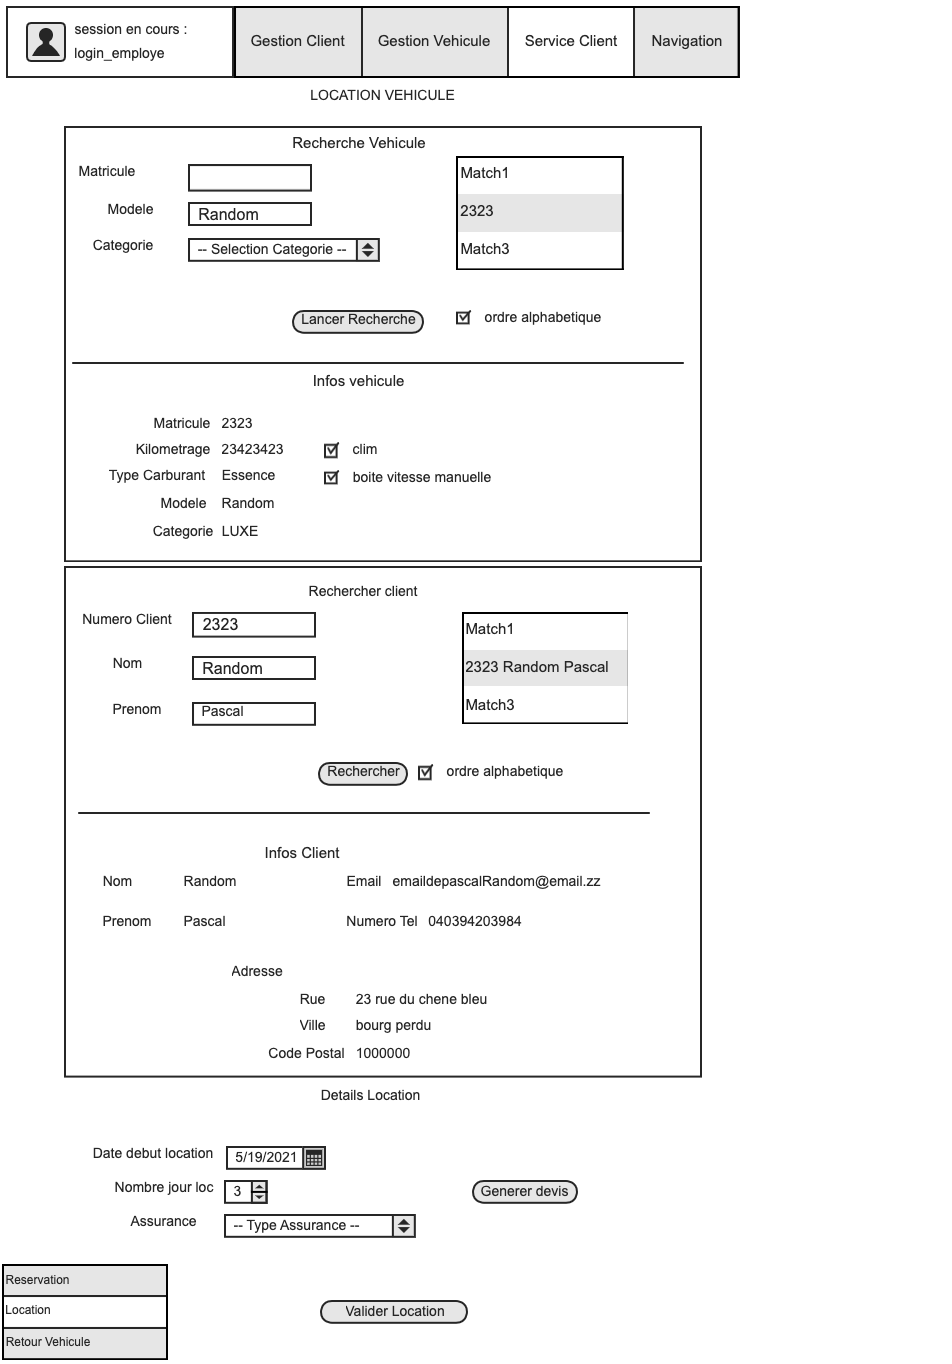 session en cours :
login_employe
Gestion Client
Gestion Vehicule
Service Client
Navigation
LOCATION VEHICULE
Recherche Vehicule
Matricule
Modele Random
Categorie -- Selection Categorie --
Match1
2323
Match3
Lancer Recherche ordre alphabetique
Infos vehicule
Matricule 2323
Kilometrage 23423423 clim
Type Carburant Essence boite vitesse manuelle
Modele Random
Categorie LUXE
Rechercher client
Numero Client 2323
Nom Random
Prenom Pascal
Match1
2323 Random Pascal
Match3
Rechercher ordre alphabetique
Infos Client
Nom Random Email emaildepascalRandom@email.zz
Prenom Pascal Numero Tel 040394203984
Adresse
Rue 23 rue du chene bleu
Ville bourg perdu
Code Postal 1000000
Details Location
Date debut location 5/19/2021
Nombre jour loc 3 Generer devis
Assurance -- Type Assurance --
Reservation
Location
Retour Vehicule
Valider Location